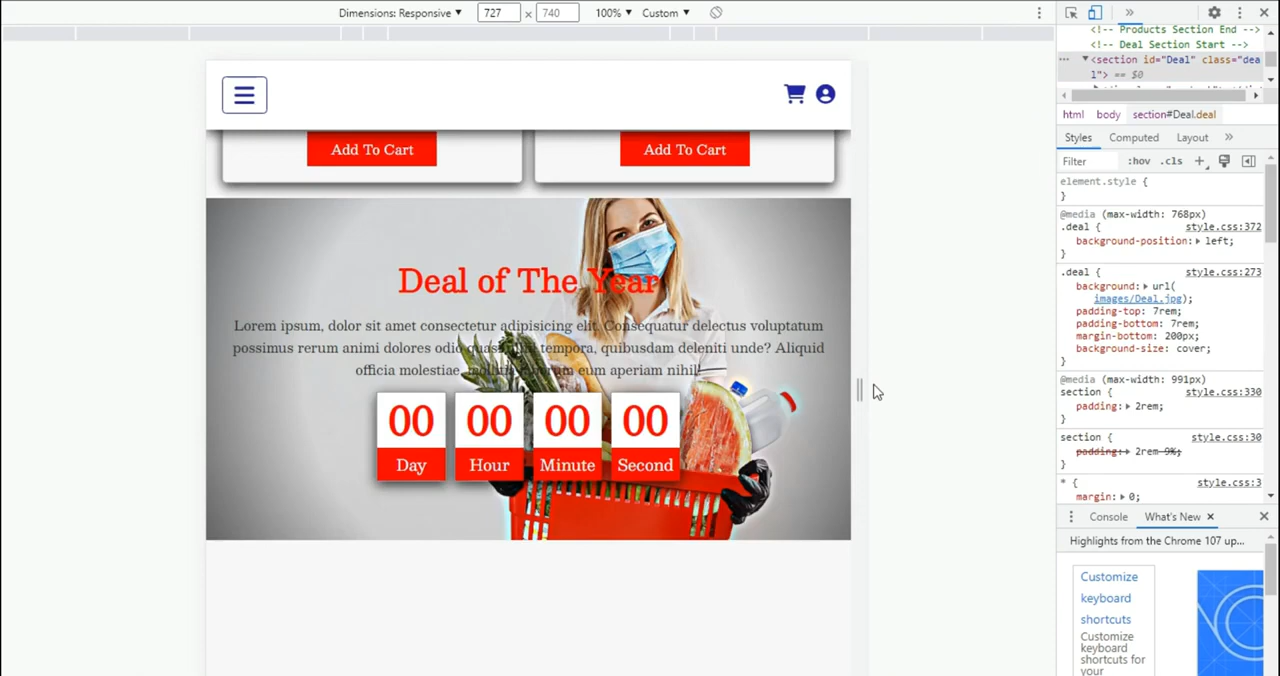 Dimensions: Responsive ▼ 727 × 740 100% ▼ Custom ▼
Add To Cart Add To Cart
Deal of The Year
Lorem ipsum, dolor sit amet consectetur adipisicing elit. Consequatur delectus voluptatum
possimus rerum animi dolores odio quas tempora, quibusdam deleniti unde? Aliquid
officia molestiae, eum aperiam nihil!
00 00 00 00
Day Hour Minute Second
»
<!-- Products Section End -->
<!-- Deal Section Start -->
<section id="Deal" class="dea
l"> == $0
html body section#Deal.deal
Styles Computed Layout »
Filter :hov .cls +
element.style {
}
@media (max-width: 768px)
.deal { style.css:372
background-position: left;
}
.deal { style.css:273
background: url(
images/Deal.jpg);
padding-top: 7rem;
padding-bottom: 7rem;
margin-bottom: 200px;
background-size: cover;
}
@media (max-width: 991px)
section { style.css:330
padding: 2rem;
}
section { style.css:30
padding: 2rem 9%;
}
* { style.css:3
margin: 0;
Console What's New ×
Highlights from the Chrome 107 up...
Customize
keyboard
shortcuts
Customize
keyboard
shortcuts for
your